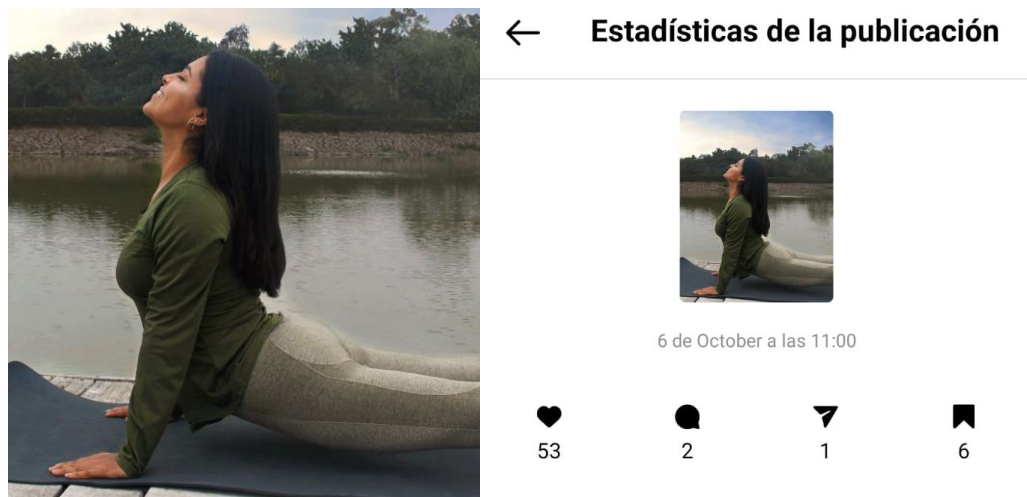 Estadísticas de la publicación
6 de October a las 11:00
53 2 1 6